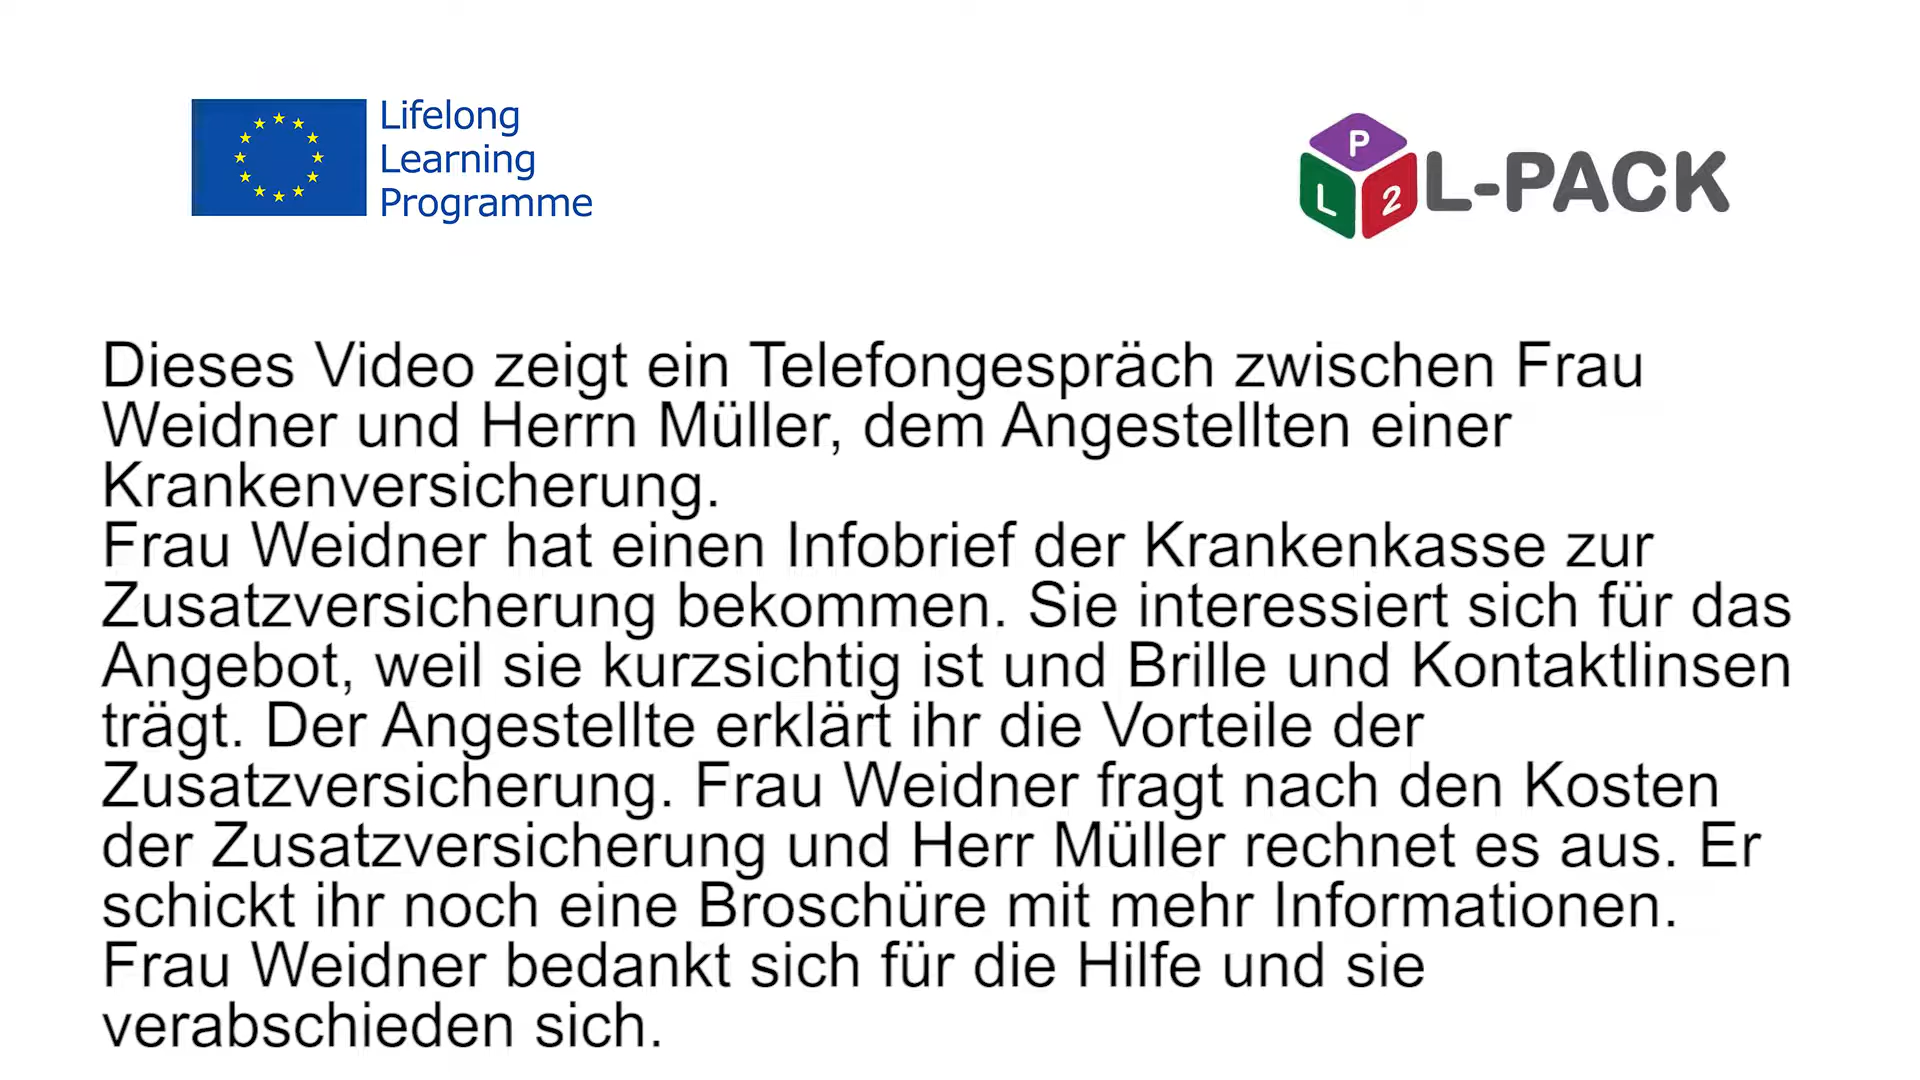 Lifelong
Learning
Programme
P
L
2
L-PACK
Dieses Video zeigt ein Telefongespräch zwischen Frau
Weidner und Herrn Müller, dem Angestellten einer
Krankenversicherung.
Frau Weidner hat einen Infobrief der Krankenkasse zur
Zusatzversicherung bekommen. Sie interessiert sich für das
Angebot, weil sie kurzsichtig ist und Brille und Kontaktlinsen
trägt. Der Angestellte erklärt ihr die Vorteile der
Zusatzversicherung. Frau Weidner fragt nach den Kosten
der Zusatzversicherung und Herr Müller rechnet es aus. Er
schickt ihr noch eine Broschüre mit mehr Informationen.
Frau Weidner bedankt sich für die Hilfe und sie
verabschieden sich.